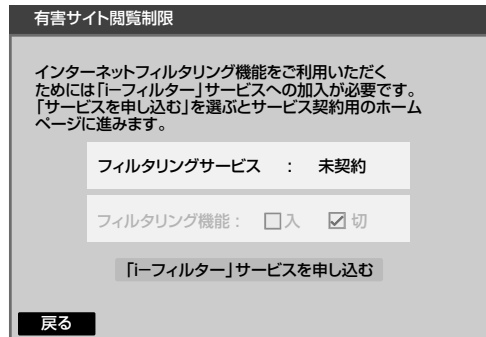 有害サイト閲覧制限
インターネットフィルタリング機能をご利用いただく
ためには「i−フィルター」サービスへの加入が必要です。
「サービスを申し込む」を選ぶとサービス契約用のホーム
ページに進みます。
フィルタリングサービス : 未契約
フィルタリング機能: 入 切
「i−フィルター」サービスを申し込む
戻る